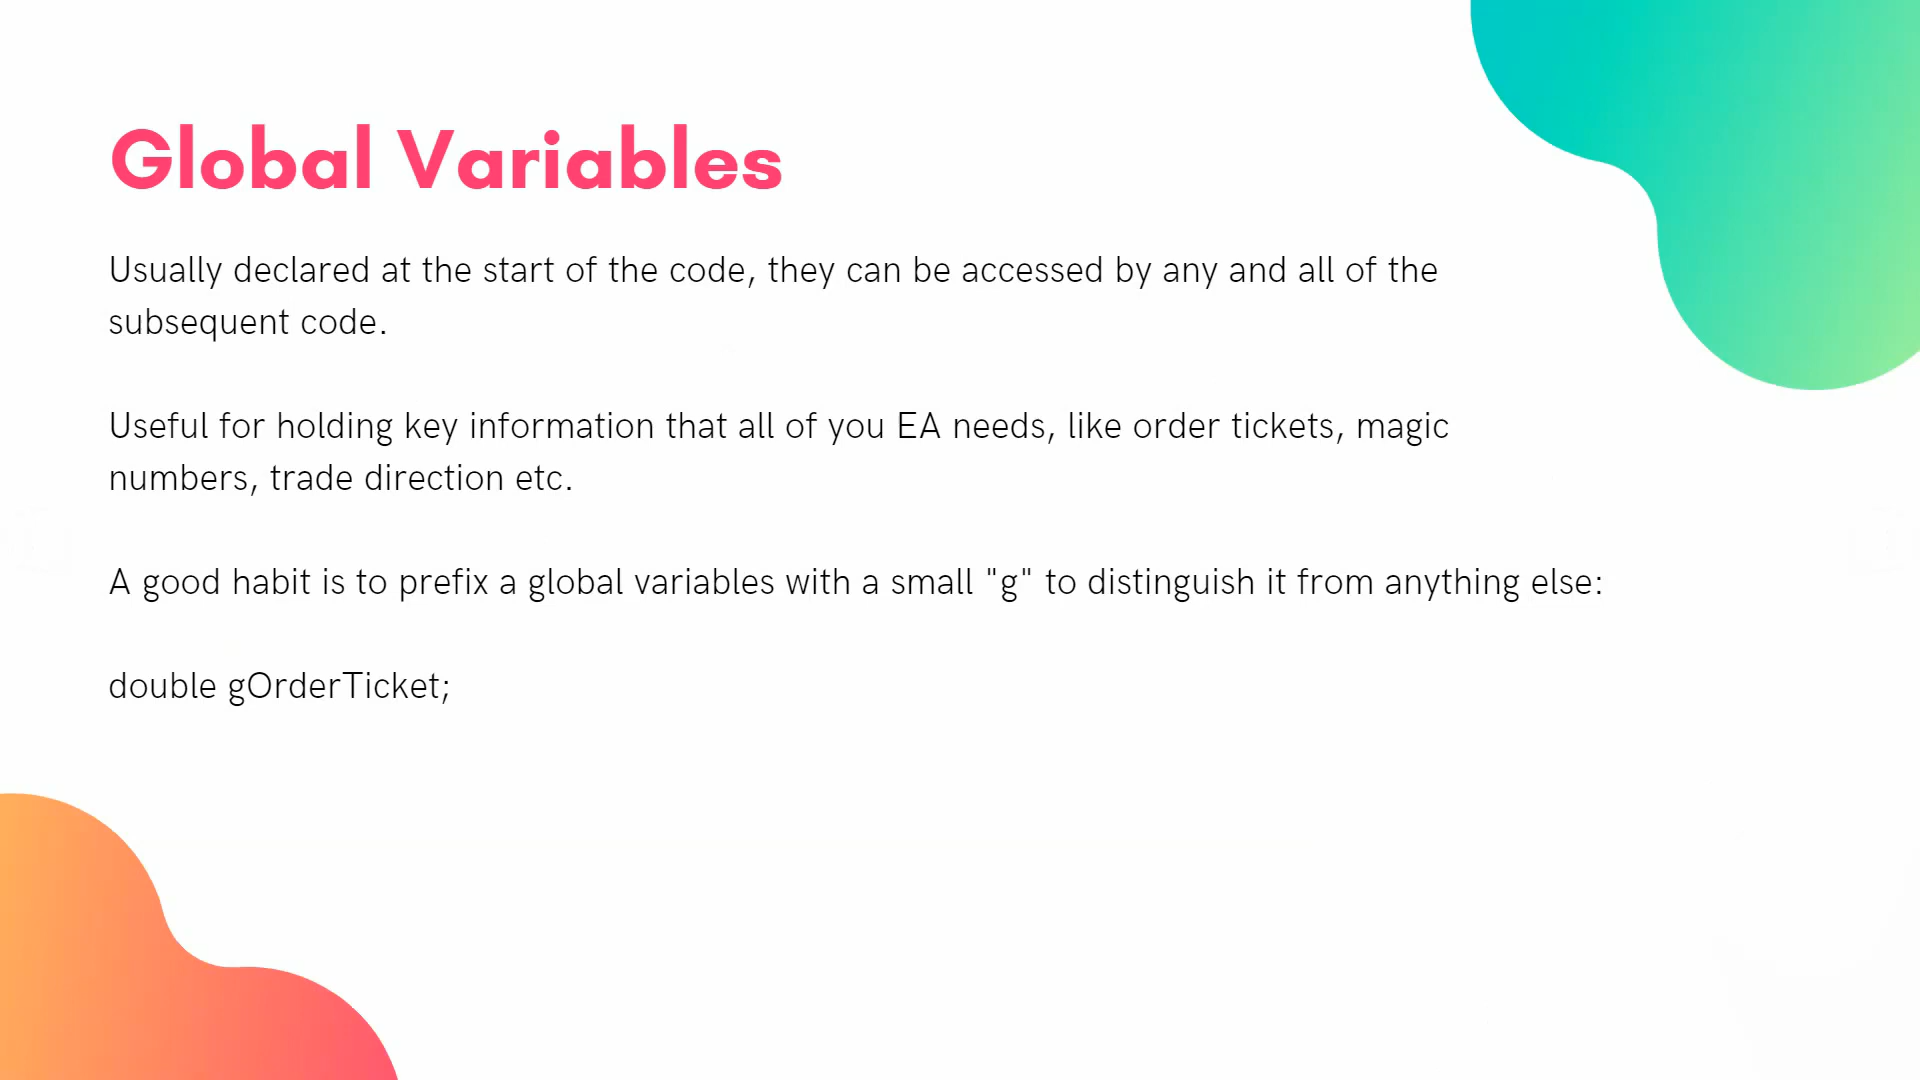 Global Variables
Usually declared at the start of the code, they can be accessed by any and all of the
subsequent code.
Useful for holding key information that all of you EA needs, like order tickets, magic
numbers, trade direction etc.
A good habit is to prefix a global variables with a small "g" to distinguish it from anything else:
double gOrderTicket;